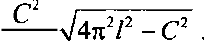 C² √(4π²l² − C²) .